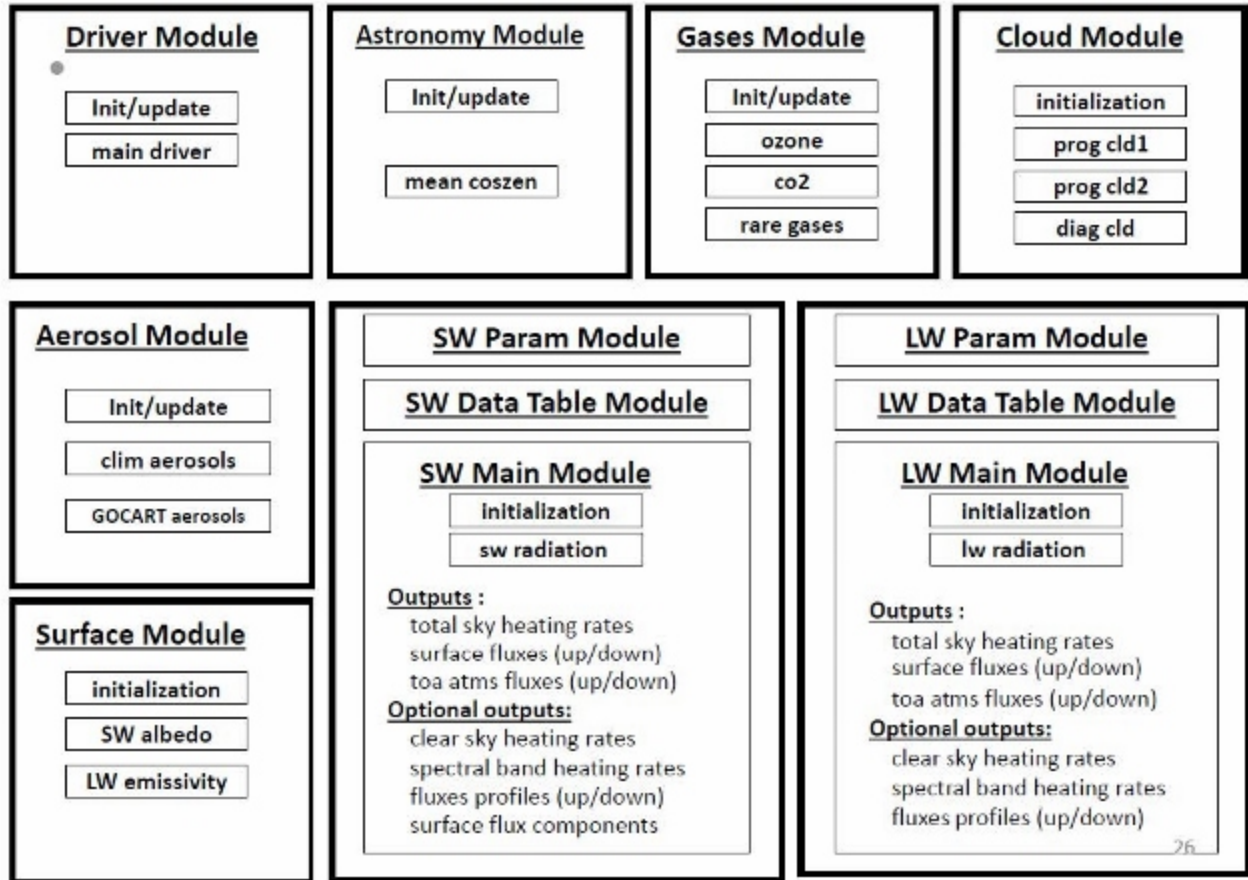 Driver Module
Init/update
main driver
Astronomy Module
Init/update
mean coszen
Gases Module
Init/update
ozone
co2
rare gases
Cloud Module
initialization
prog cld1
prog cld2
diag cld
Aerosol Module
Init/update
clim aerosols
GOCART aerosols
Surface Module
initialization
SW albedo
LW emissivity
SW Param Module
SW Data Table Module
SW Main Module
initialization
sw radiation
Outputs :
total sky heating rates
surface fluxes (up/down)
toa atms fluxes (up/down)
Optional outputs:
clear sky heating rates
spectral band heating rates
fluxes profiles (up/down)
surface flux components
LW Param Module
LW Data Table Module
LW Main Module
initialization
lw radiation
Outputs :
total sky heating rates
surface fluxes (up/down)
toa atms fluxes (up/down)
Optional outputs:
clear sky heating rates
spectral band heating rates
fluxes profiles (up/down)
26